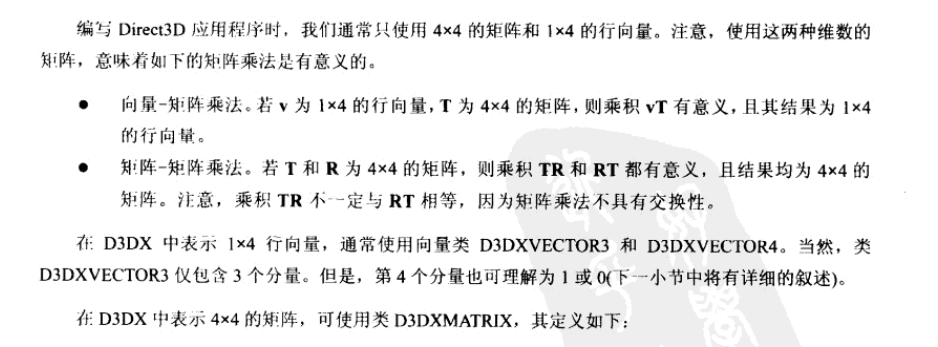 编写 Direct3D 应用程序时，我们通常只使用 4×4 的矩阵和 1×4 的行向量。注意，使用这两种维数的
矩阵，意味着如下的矩阵乘法是有意义的。
● 向量-矩阵乘法。若 v 为 1×4 的行向量，T 为 4×4 的矩阵，则乘积 vT 有意义，且其结果为 1×4
的行向量。
● 矩阵-矩阵乘法。若 T 和 R 为 4×4 的矩阵，则乘积 TR 和 RT 都有意义，且结果均为 4×4 的
矩阵。注意，乘积 TR 不一定与 RT 相等，因为矩阵乘法不具有交换性。
在 D3DX 中表示 1×4 行向量，通常使用向量类 D3DXVECTOR3 和 D3DXVECTOR4。当然，类
D3DXVECTOR3 仅包含 3 个分量。但是，第 4 个分量也可理解为 1 或 0(下一小节中将有详细的叙述)。
在 D3DX 中表示 4×4 的矩阵，可使用类 D3DXMATRIX，其定义如下：